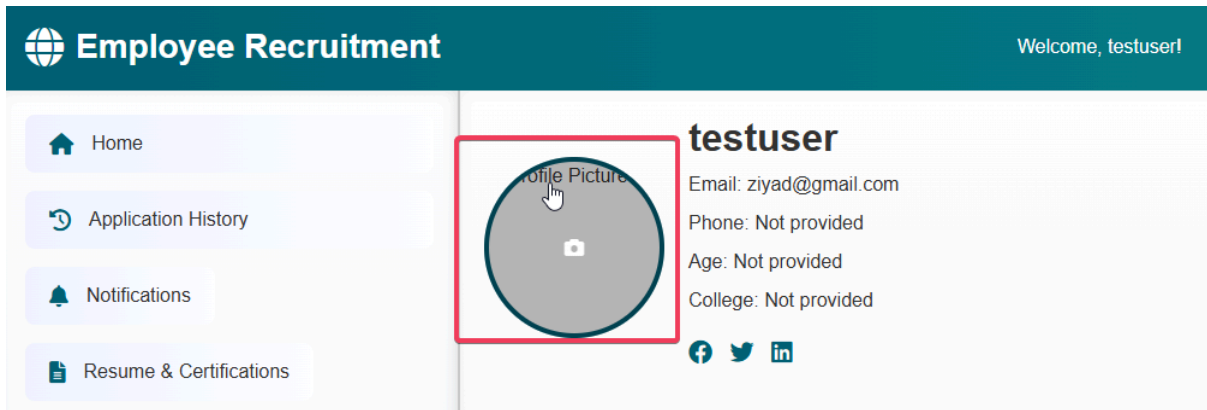 Employee Recruitment
Welcome, testuser!
Home
Application History
Notifications
Resume & Certifications
rofile Picture
testuser
Email: ziyad@gmail.com
Phone: Not provided
Age: Not provided
College: Not provided